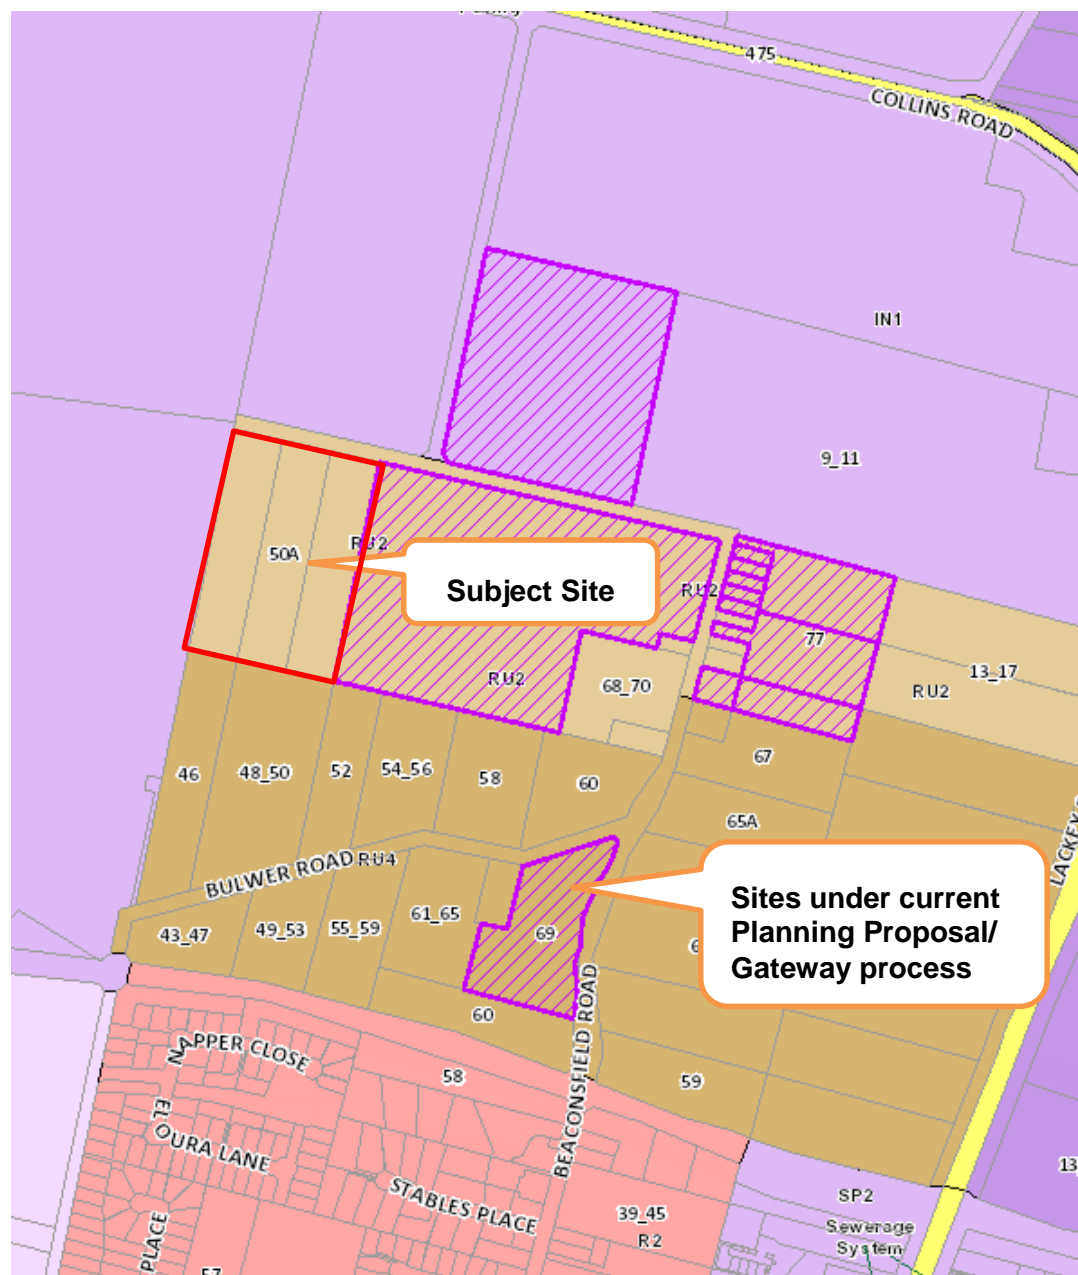 475
COLLINS ROAD
IN1
9_11
50A
RU2
Subject Site
RU2
77
13_17
RU2
RU2
68_70
67
46
48_50
52
54_56
58
60
65A
LACKEY
BULWER ROAD
RU4
Sites under current
Planning Proposal/
Gateway process
43_47
49_53
55_59
61_65
69
60
BEACONSFIELD ROAD
NAPPER CLOSE
58
59
ELOURA LANE
STABLES PLACE
39_45
R2
SP2
Sewerage
System
13
PLACE
57